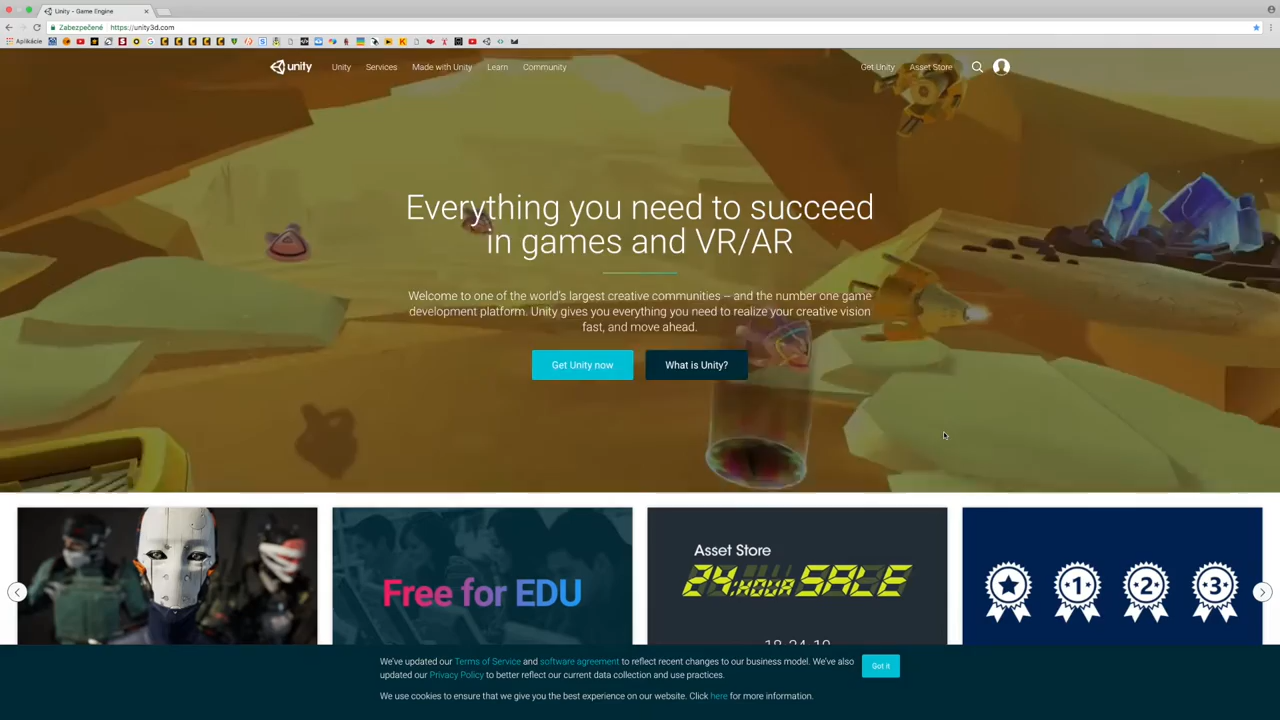 Unity - Game Engine
Zabezpečené https://unity3d.com
Aplikácie
unity Unity Services Made with Unity Learn Community Get Unity Asset Store
Everything you need to succeed
in games and VR/AR
Welcome to one of the world's largest creative communities – and the number one game
development platform. Unity gives you everything you need to realize your creative vision
fast, and move ahead.
Get Unity now What is Unity?
Free for EDU
Asset Store
24-HOUR SALE
1 2 3
We've updated our Terms of Service and software agreement to reflect recent changes to our business model. We've also
updated our Privacy Policy to better reflect our current data collection and use practices.
Got it
We use cookies to ensure that we give you the best experience on our website. Click here for more information.